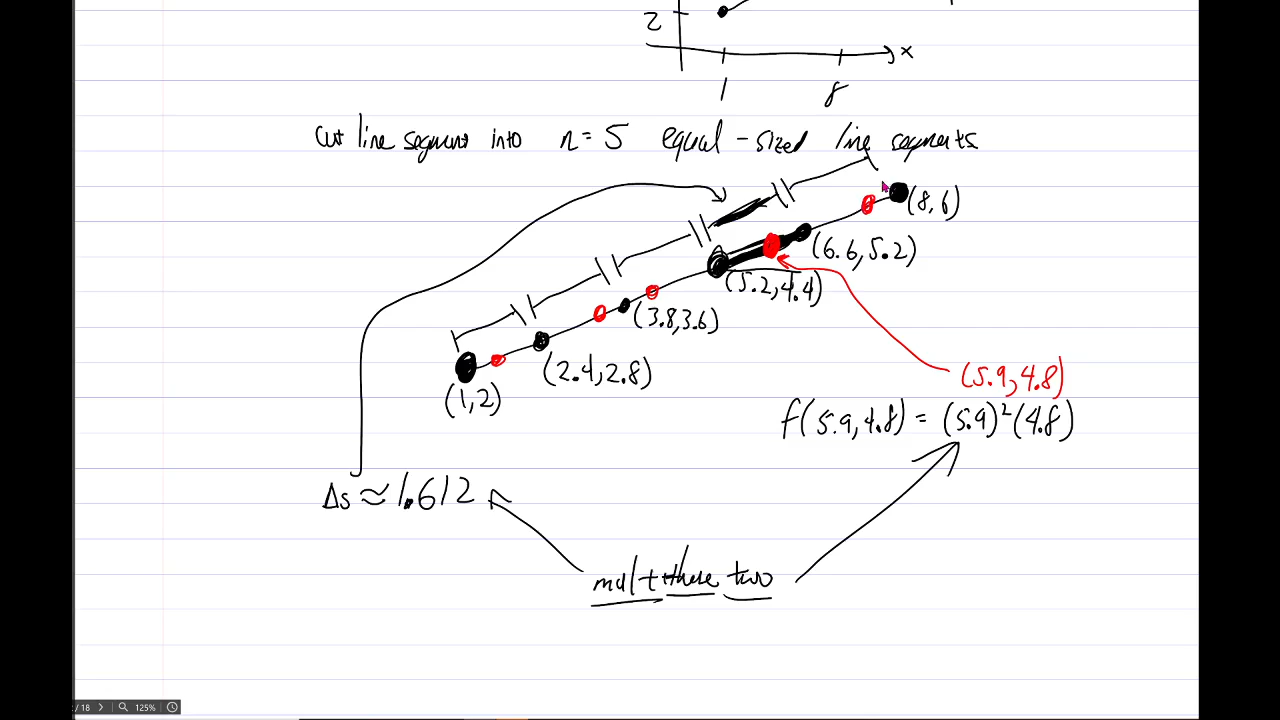 2
x
1
8
Cut line segment into n = 5 equal-sized line segments
(8,6)
(6.6,5.2)
(5.2,4.4)
(3.8,3.6)
(2.4,2.8)
(1,2)
(5.9,4.8)
f(5.9,4.8) = (5.9)²(4.8)
Δs ≈ 1.612
mult these two
/ 18 > 125%